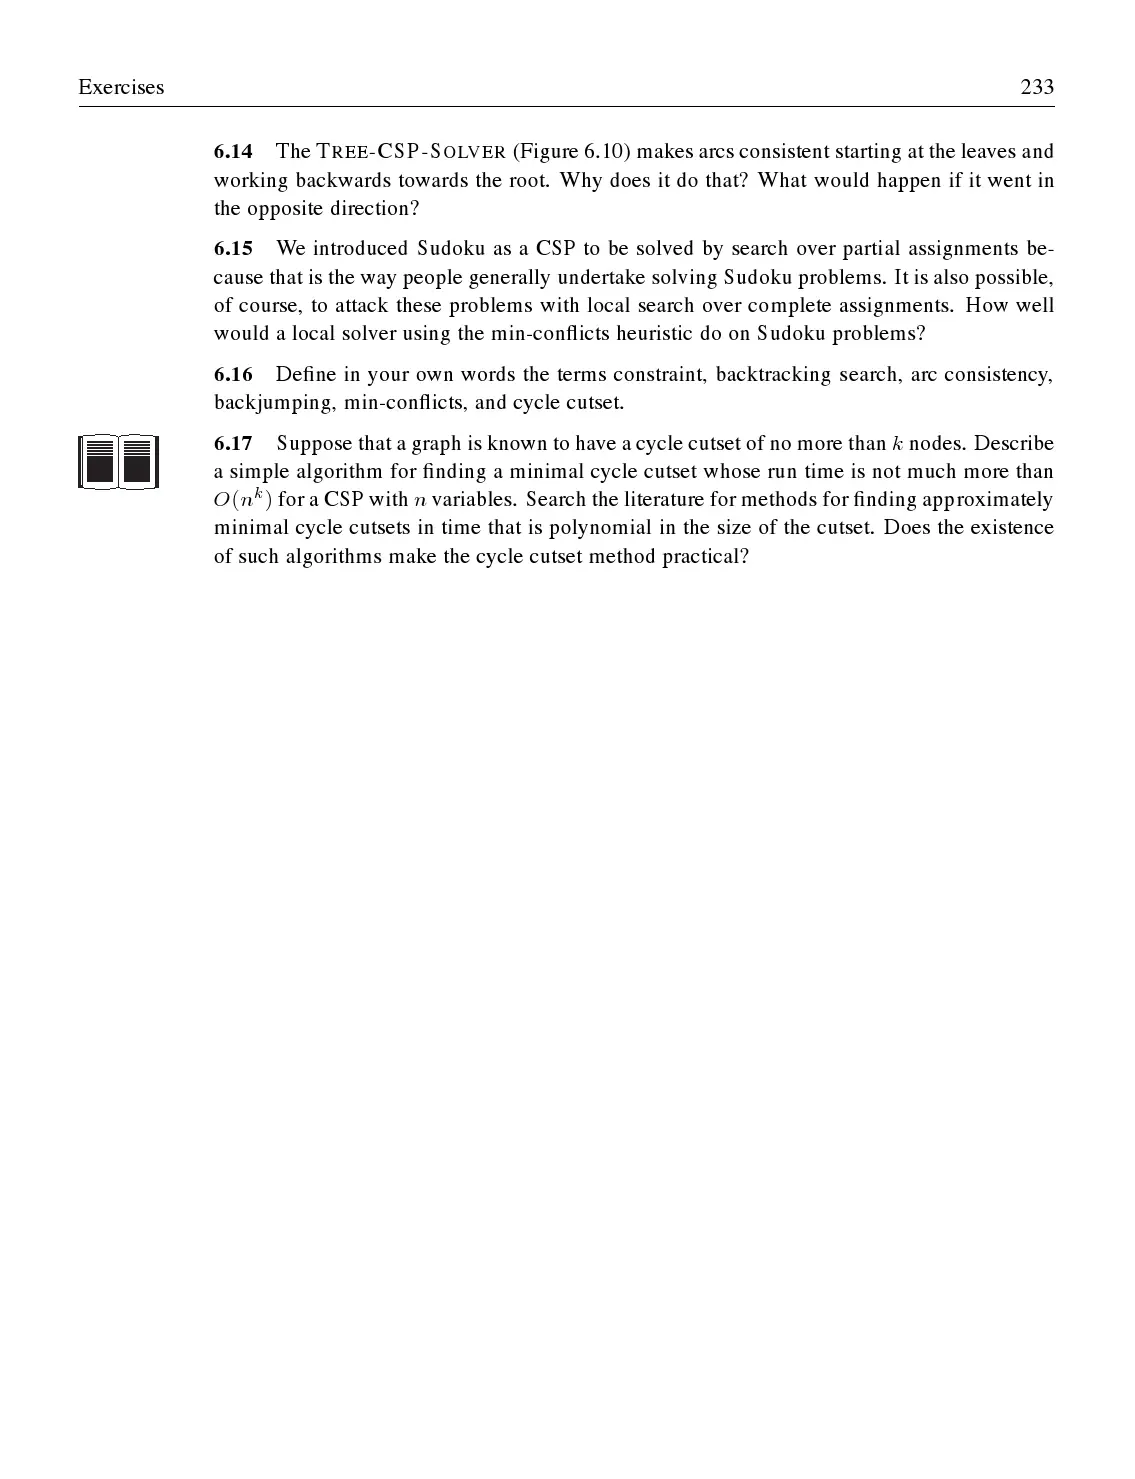 Exercises 233
6.14 The TREE-CSP-SOLVER (Figure 6.10) makes arcs consistent starting at the leaves and
working backwards towards the root. Why does it do that? What would happen if it went in
the opposite direction?
6.15 We introduced Sudoku as a CSP to be solved by search over partial assignments be-
cause that is the way people generally undertake solving Sudoku problems. It is also possible,
of course, to attack these problems with local search over complete assignments. How well
would a local solver using the min-conflicts heuristic do on Sudoku problems?
6.16 Define in your own words the terms constraint, backtracking search, arc consistency,
backjumping, min-conflicts, and cycle cutset.
6.17 Suppose that a graph is known to have a cycle cutset of no more than k nodes. Describe
a simple algorithm for finding a minimal cycle cutset whose run time is not much more than
O(n^k) for a CSP with n variables. Search the literature for methods for finding approximately
minimal cycle cutsets in time that is polynomial in the size of the cutset. Does the existence
of such algorithms make the cycle cutset method practical?